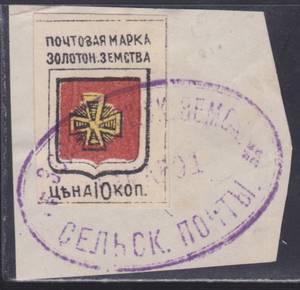 ПОЧТОВАЯ МАРКА
ЗОЛОТОН. ЗЕМСТВА
ЦѢНА 10 КОП.
СЕЛЬСК. ПОЧТЫ.